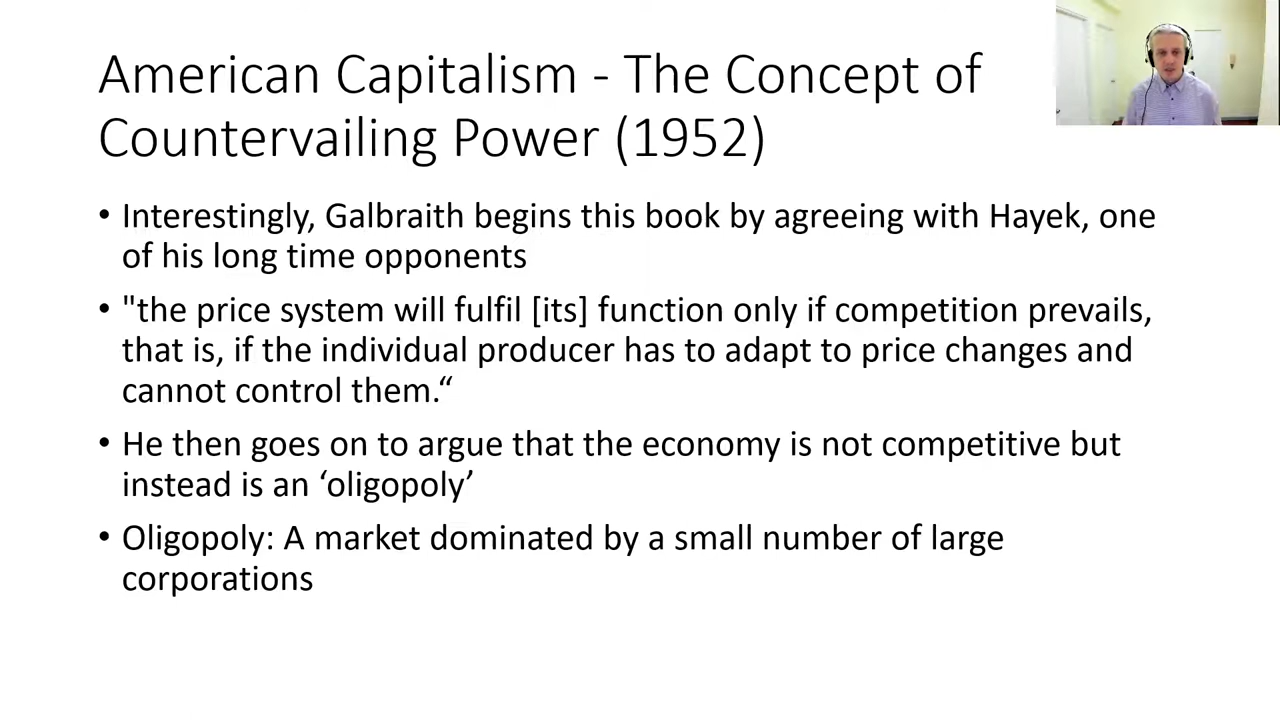 American Capitalism - The Concept of
Countervailing Power (1952)
• Interestingly, Galbraith begins this book by agreeing with Hayek, one
of his long time opponents
• "the price system will fulfil [its] function only if competition prevails,
that is, if the individual producer has to adapt to price changes and
cannot control them.“
• He then goes on to argue that the economy is not competitive but
instead is an ‘oligopoly’
• Oligopoly: A market dominated by a small number of large
corporations